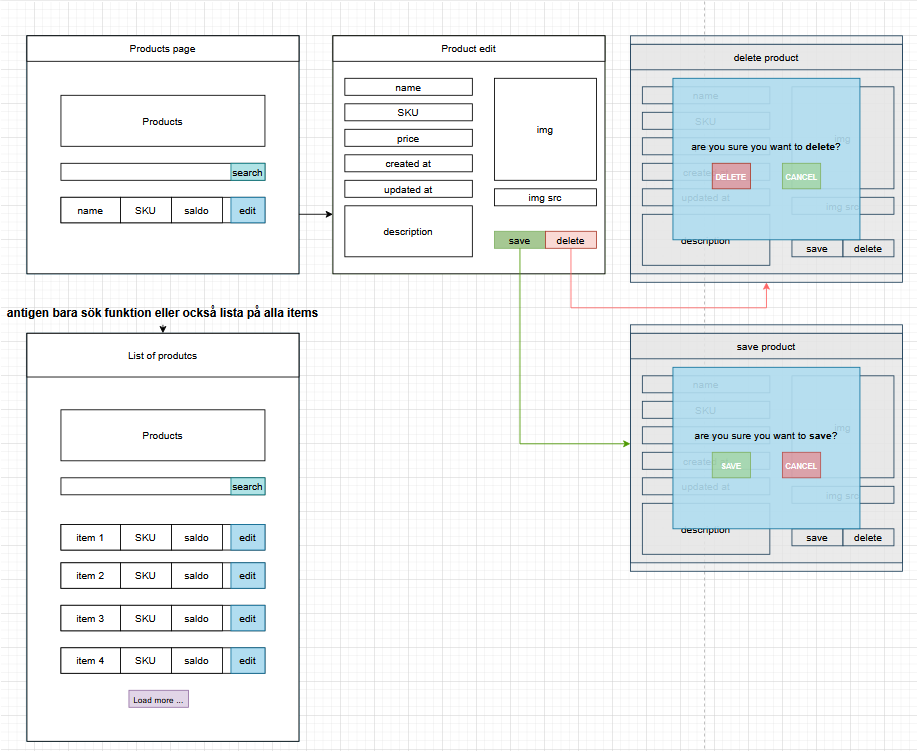 Products page
Products
search
name SKU saldo edit
Product edit
name
SKU
price
created at
updated at
description
img
img src
save delete
delete product
name
SKU
create
updated at
description
img
img src
are you sure you want to delete?
DELETE CANCEL
save delete
antigen bara sök funktion eller också lista på alla items
List of produtcs
Products
search
item 1 SKU saldo edit
item 2 SKU saldo edit
item 3 SKU saldo edit
item 4 SKU saldo edit
Load more ...
save product
name
SKU
created
updated at
description
img
img src
are you sure you want to save?
SAVE CANCEL
save delete